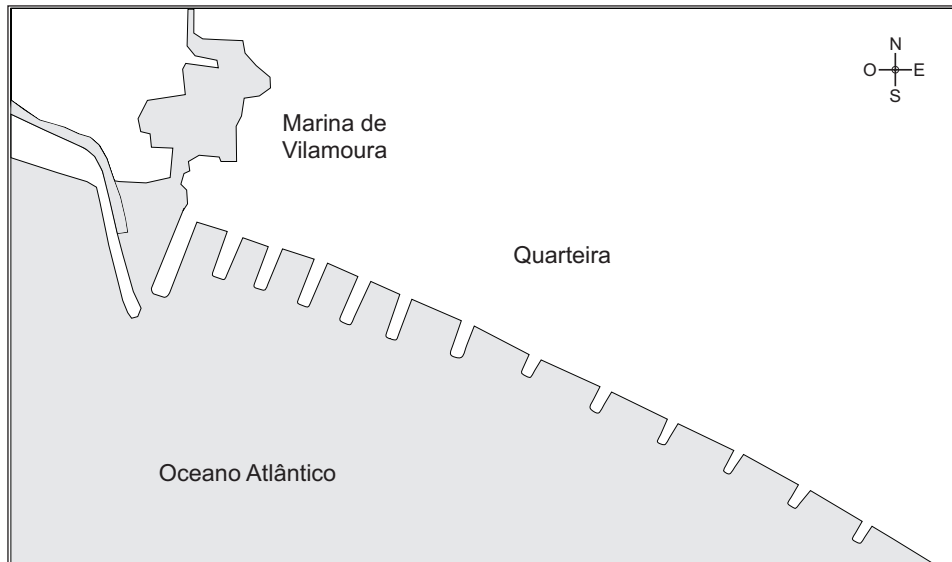 N
O E
S
Marina de
Vilamoura
Quarteira
Oceano Atlântico